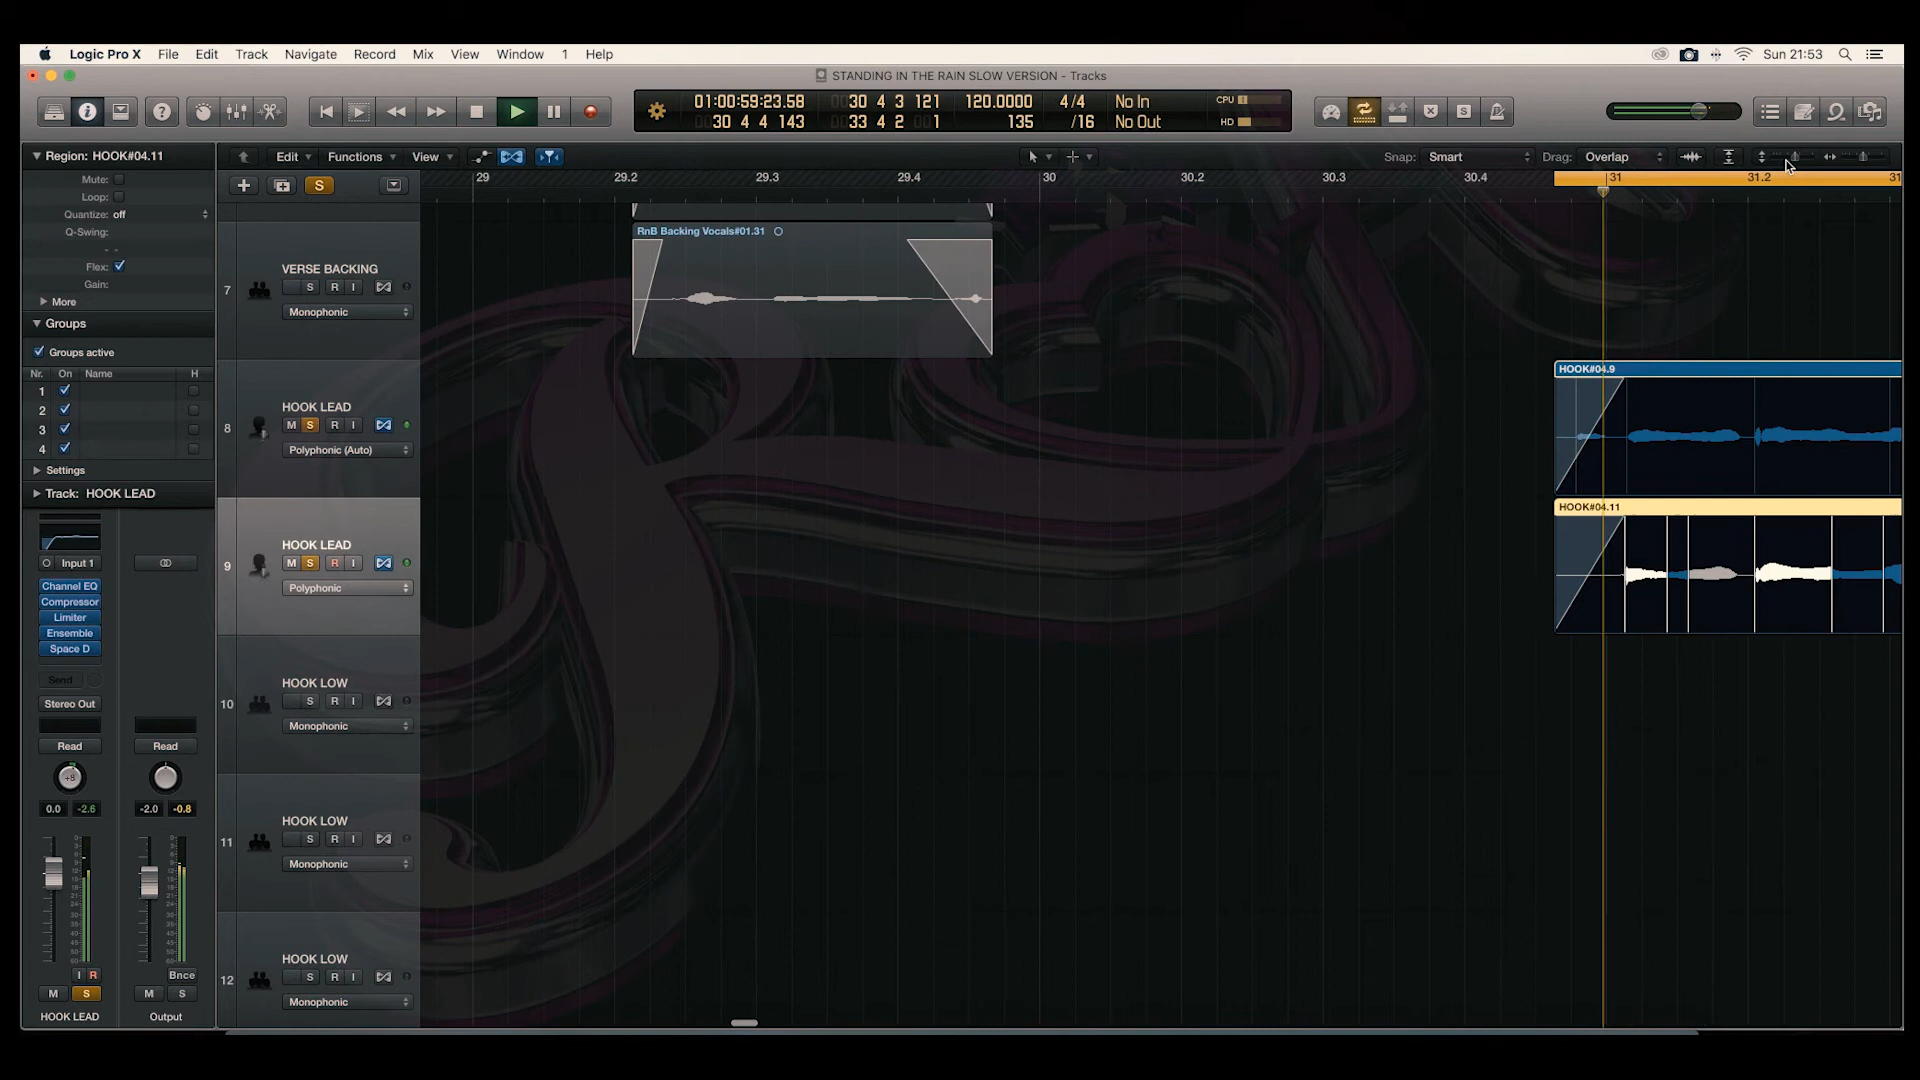 Logic Pro X File Edit Track Navigate Record Mix View Window 1 Help Sun 21:53
STANDING IN THE RAIN SLOW VERSION - Tracks
01:00:59:23.58 30 4 3 121 120.0000 4/4 No In CPU
30 4 4 143 33 4 2 1 135 /16 No Out HD
Region: HOOK#04.11 Edit Functions View Snap: Smart Drag: Overlap
Mute:
Loop:
Quantize: off
Q-Swing:
Flex:
Gain:
More
Groups
Groups active
Nr. On Name H
1
2
3
4
Settings
Track: HOOK LEAD
Input 1
Channel EQ
Compressor
Limiter
Ensemble
Space D
Send
Stereo Out
Read Read
+8
0.0 -2.6 -2.0 -0.8
I R Bnce
M S M S
HOOK LEAD Output
S
29 29.2 29.3 29.4 30 30.2 30.3 30.4 31 31.2 31
RnB Backing Vocals#01.31
7 VERSE BACKING
S R I
Monophonic
HOOK#04.9
8 HOOK LEAD
M S R I
Polyphonic (Auto)
HOOK#04.11
9 HOOK LEAD
M S R I
Polyphonic
10 HOOK LOW
S R I
Monophonic
11 HOOK LOW
S R I
Monophonic
12 HOOK LOW
S R I
Monophonic